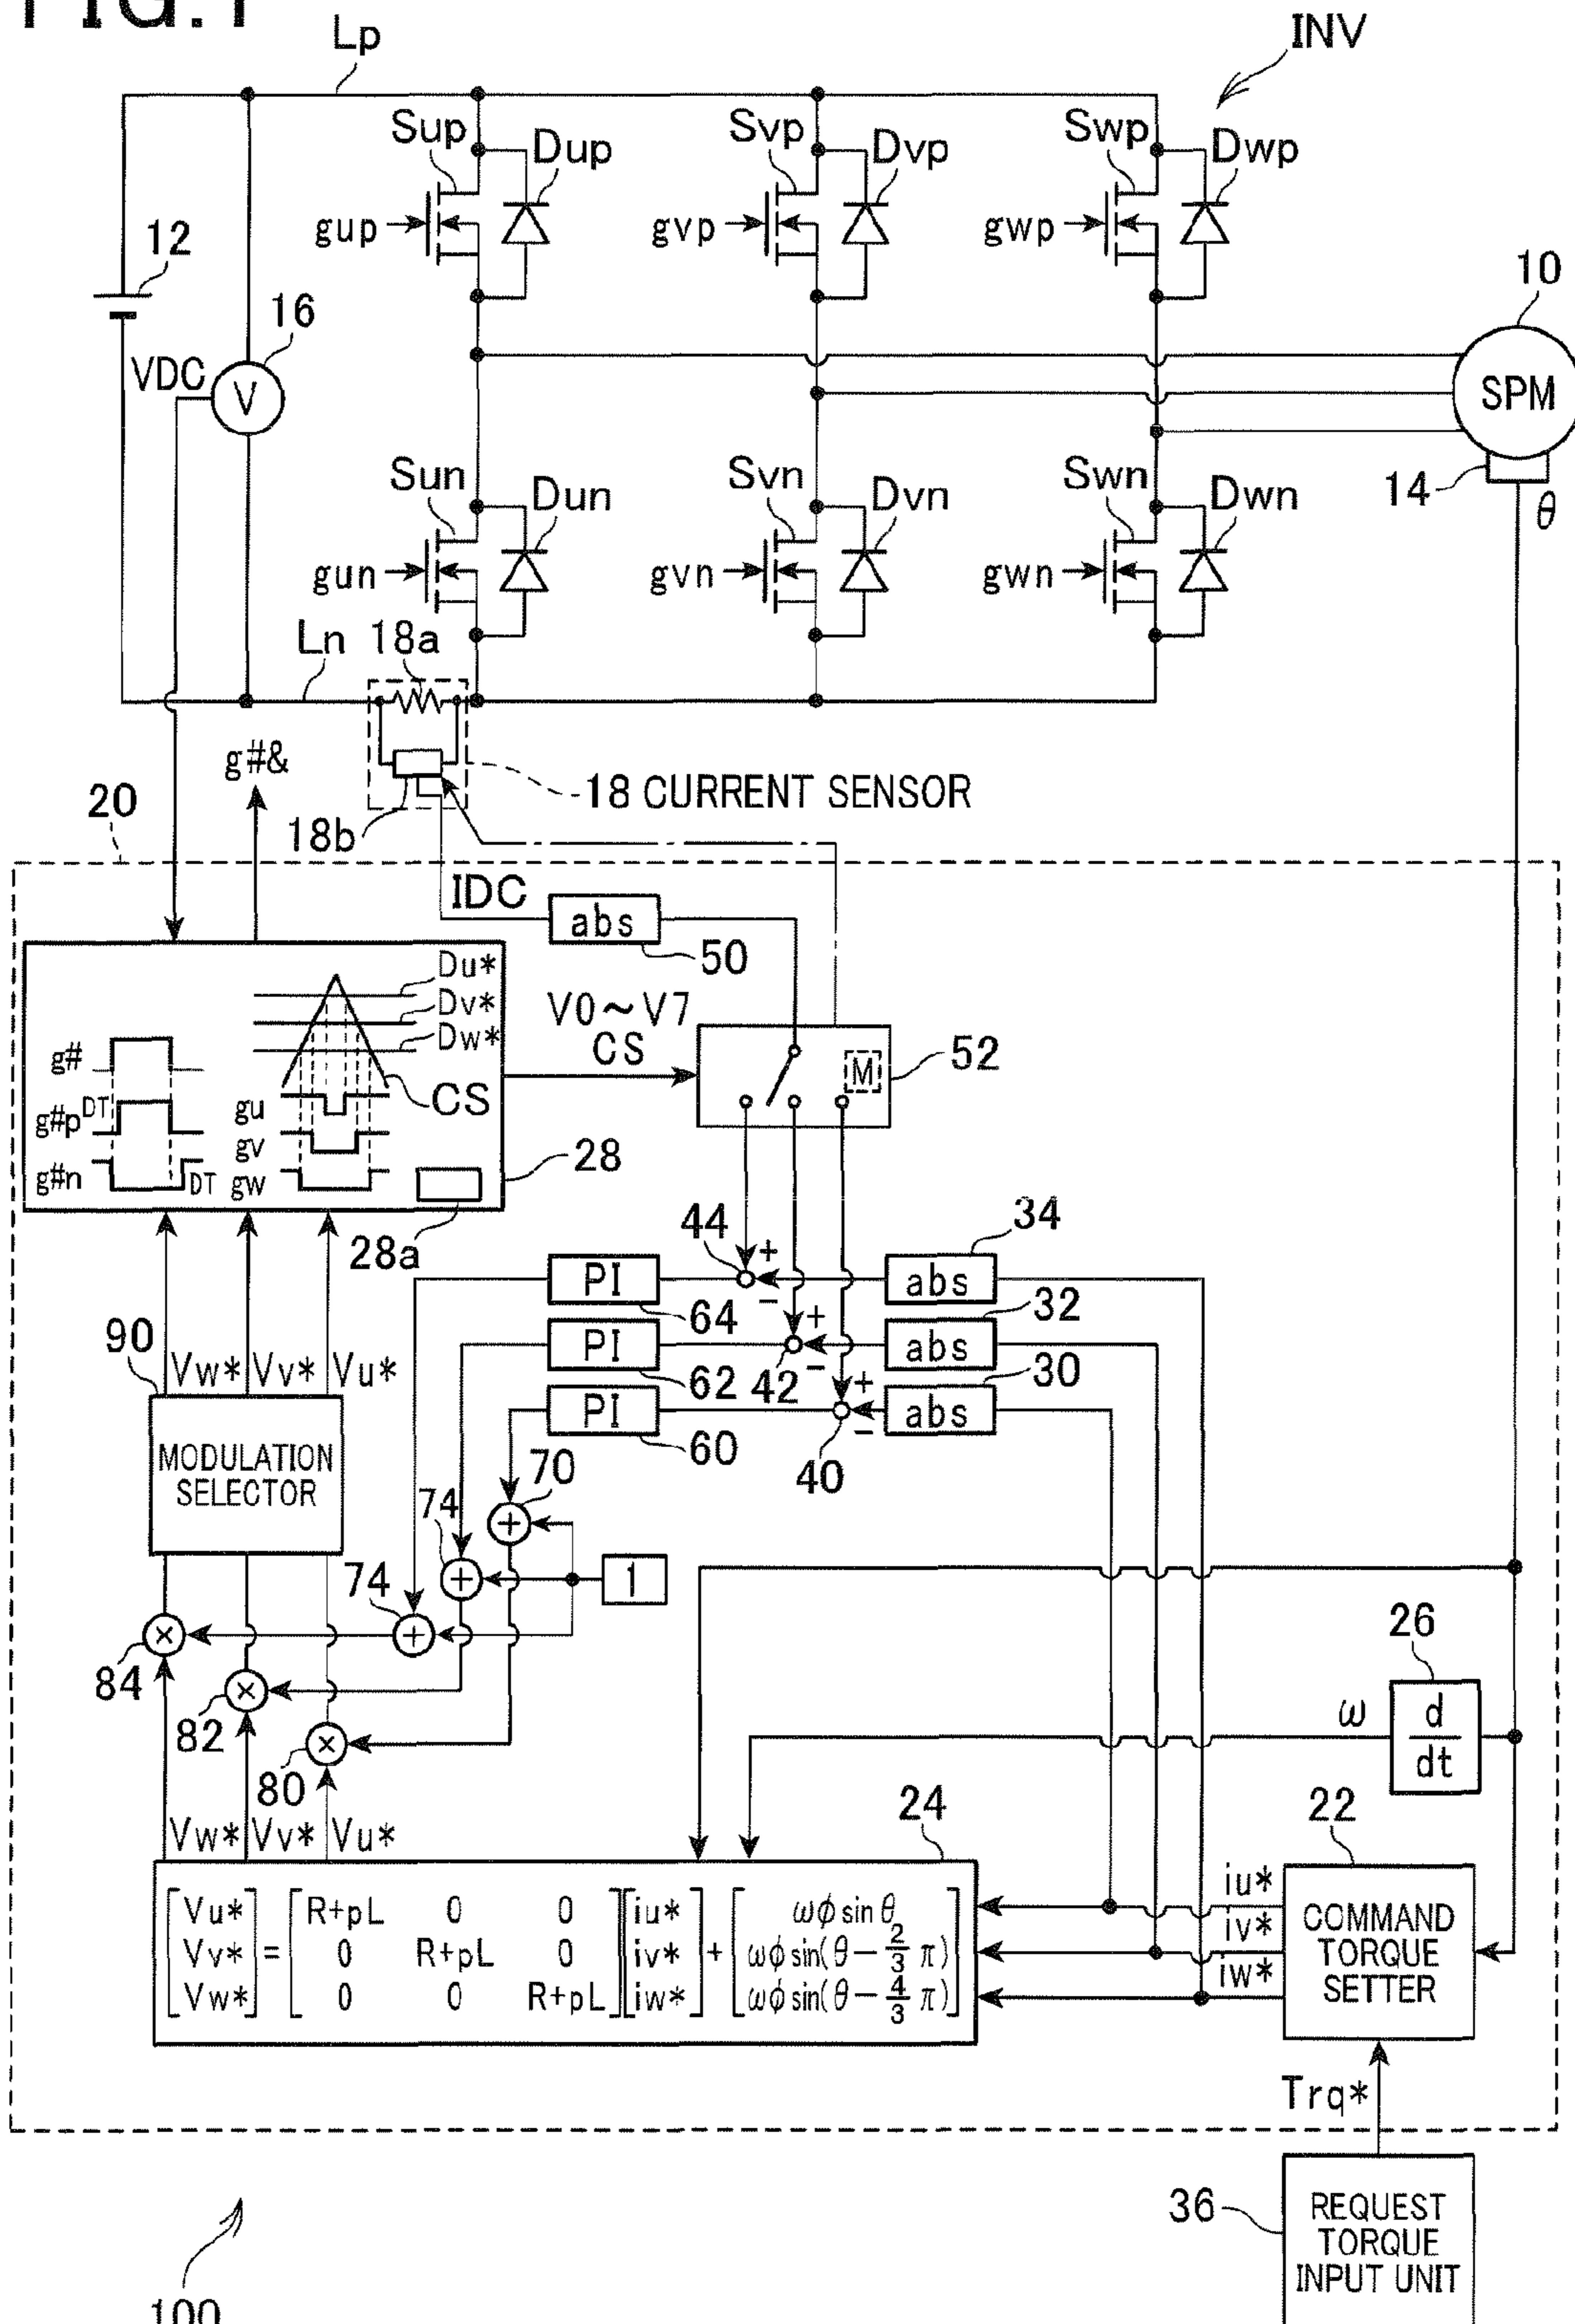 FIG.1
Lp
INV
Sup
Dup
Svp
Dvp
Swp
Dwp
gup
gvp
gwp
12
16
10
VDC
V
SPM
14
θ
Sun
Dun
Svn
Dvn
Swn
Dwn
gun
gvn
gwn
Ln
18a
g#&
18 CURRENT SENSOR
20
18b
IDC
abs
50
Du*
Dv*
Dw*
V0~V7
CS
M
52
g#
CS
g#p
DT
gu
gv
g#n
DT
gw
28
28a
44
+
−
PI
64
abs
34
+
−
PI
62
42
abs
32
+
−
PI
60
40
abs
30
90
Vw*
Vv*
Vu*
MODULATION
SELECTOR
70
+
74
+
1
74
+
×
84
×
82
×
80
26
ω
d
dt
Vw*
Vv*
Vu*
24
22
iu*
iv*
iw*
COMMAND
TORQUE
SETTER
[Vu*] [R+pL 0 0][iu*] [ωφsinθ]
[Vv*]=[0 R+pL 0][iv*]+[ωφsin(θ−2/3 π)]
[Vw*] [0 0 R+pL][iw*] [ωφsin(θ−4/3 π)]
Trq*
36
REQUEST
TORQUE
INPUT UNIT
100